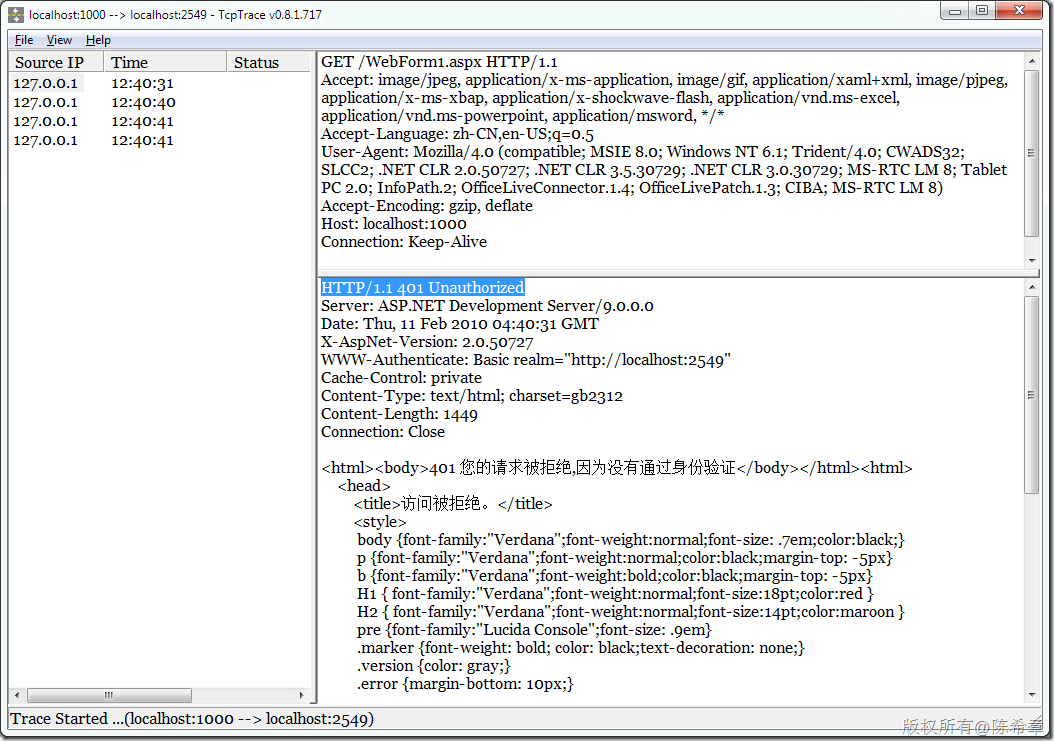 localhost:1000 --> localhost:2549 - TcpTrace v0.8.1.717
File View Help
Source IP Time Status
127.0.0.1 12:40:31
127.0.0.1 12:40:40
127.0.0.1 12:40:41
127.0.0.1 12:40:41
GET /WebForm1.aspx HTTP/1.1
Accept: image/jpeg, application/x-ms-application, image/gif, application/xaml+xml, image/pjpeg,
application/x-ms-xbap, application/x-shockwave-flash, application/vnd.ms-excel,
application/vnd.ms-powerpoint, application/msword, */*
Accept-Language: zh-CN,en-US;q=0.5
User-Agent: Mozilla/4.0 (compatible; MSIE 8.0; Windows NT 6.1; Trident/4.0; CWADS32;
SLCC2; .NET CLR 2.0.50727; .NET CLR 3.5.30729; .NET CLR 3.0.30729; MS-RTC LM 8; Tablet
PC 2.0; InfoPath.2; OfficeLiveConnector.1.4; OfficeLivePatch.1.3; CIBA; MS-RTC LM 8)
Accept-Encoding: gzip, deflate
Host: localhost:1000
Connection: Keep-Alive
HTTP/1.1 401 Unauthorized
Server: ASP.NET Development Server/9.0.0.0
Date: Thu, 11 Feb 2010 04:40:31 GMT
X-AspNet-Version: 2.0.50727
WWW-Authenticate: Basic realm="http://localhost:2549"
Cache-Control: private
Content-Type: text/html; charset=gb2312
Content-Length: 1449
Connection: Close
<html><body>401 您的请求被拒绝,因为没有通过身份验证</body></html><html>
<head>
<title>访问被拒绝。</title>
<style>
body {font-family:"Verdana";font-weight:normal;font-size: .7em;color:black;}
p {font-family:"Verdana";font-weight:normal;color:black;margin-top: -5px}
b {font-family:"Verdana";font-weight:bold;color:black;margin-top: -5px}
H1 { font-family:"Verdana";font-weight:normal;font-size:18pt;color:red }
H2 { font-family:"Verdana";font-weight:normal;font-size:14pt;color:maroon }
pre {font-family:"Lucida Console";font-size: .9em}
.marker {font-weight: bold; color: black;text-decoration: none;}
.version {color: gray;}
.error {margin-bottom: 10px;}
Trace Started ...(localhost:1000 --> localhost:2549)
版权所有@陈希章